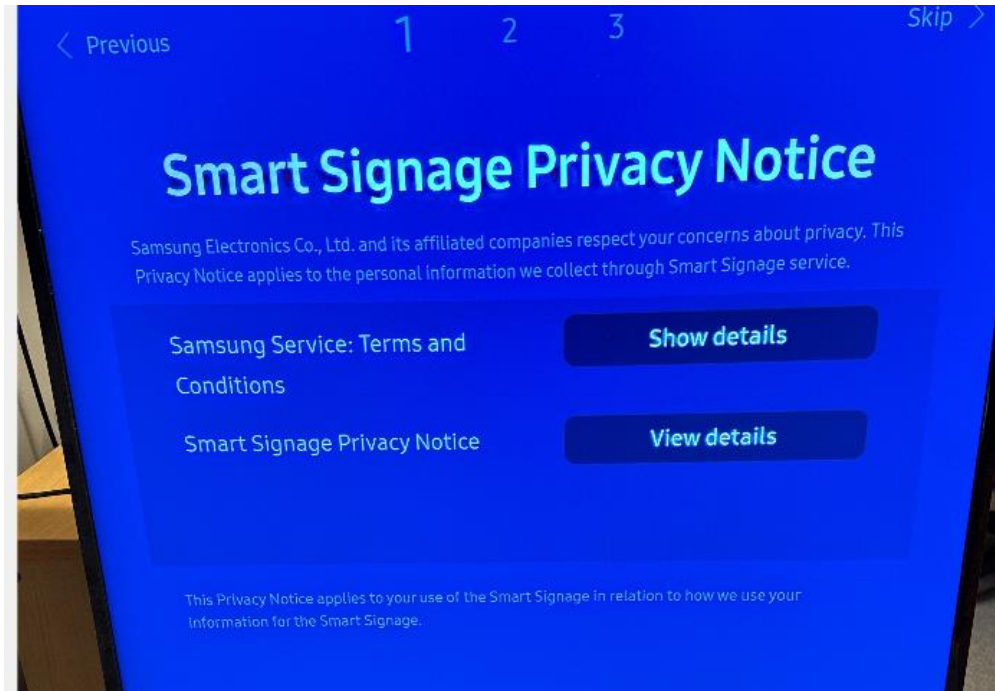 Previous 1 2 3 Skip
Smart Signage Privacy Notice
Samsung Electronics Co., Ltd. and its affiliated companies respect your concerns about privacy. This
Privacy Notice applies to the personal information we collect through Smart Signage service.
Samsung Service: Terms and
Conditions
Show details
Smart Signage Privacy Notice
View details
This Privacy Notice applies to your use of the Smart Signage in relation to how we use your
Information for the Smart Signage.